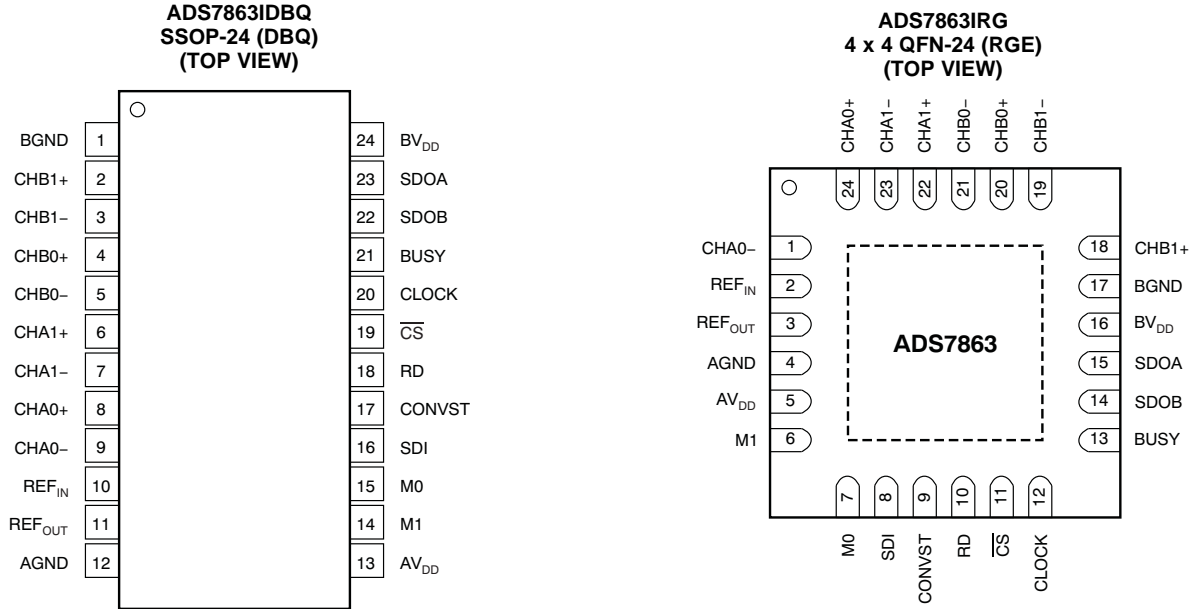 ADS7863IDBQ
SSOP-24 (DBQ)
(TOP VIEW)
BGND 1
CHB1+ 2
CHB1− 3
CHB0+ 4
CHB0− 5
CHA1+ 6
CHA1− 7
CHA0+ 8
CHA0− 9
REFIN 10
REFOUT 11
AGND 12
24 BVDD
23 SDOA
22 SDOB
21 BUSY
20 CLOCK
19 C̅S̅
18 RD
17 CONVST
16 SDI
15 M0
14 M1
13 AVDD
ADS7863IRG
4 x 4 QFN-24 (RGE)
(TOP VIEW)
CHA0+
CHA1−
CHA1+
CHB0−
CHB0+
CHB1−
24
23
22
21
20
19
CHA0− 1
REFIN 2
REFOUT 3
AGND 4
AVDD 5
M1 6
ADS7863
18 CHB1+
17 BGND
16 BVDD
15 SDOA
14 SDOB
13 BUSY
7
8
9
10
11
12
M0
SDI
CONVST
RD
C̅S̅
CLOCK